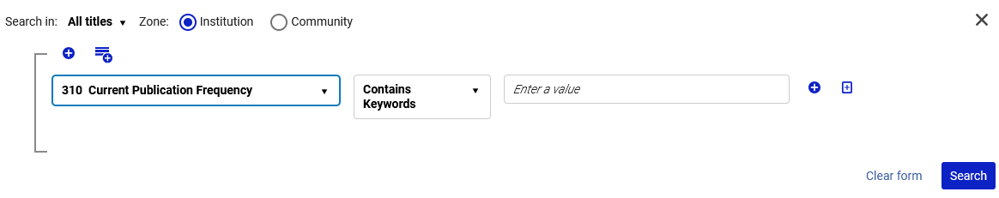 Search in: All titles Zone: Institution Community
310 Current Publication Frequency Contains Keywords Enter a value
Clear form Search